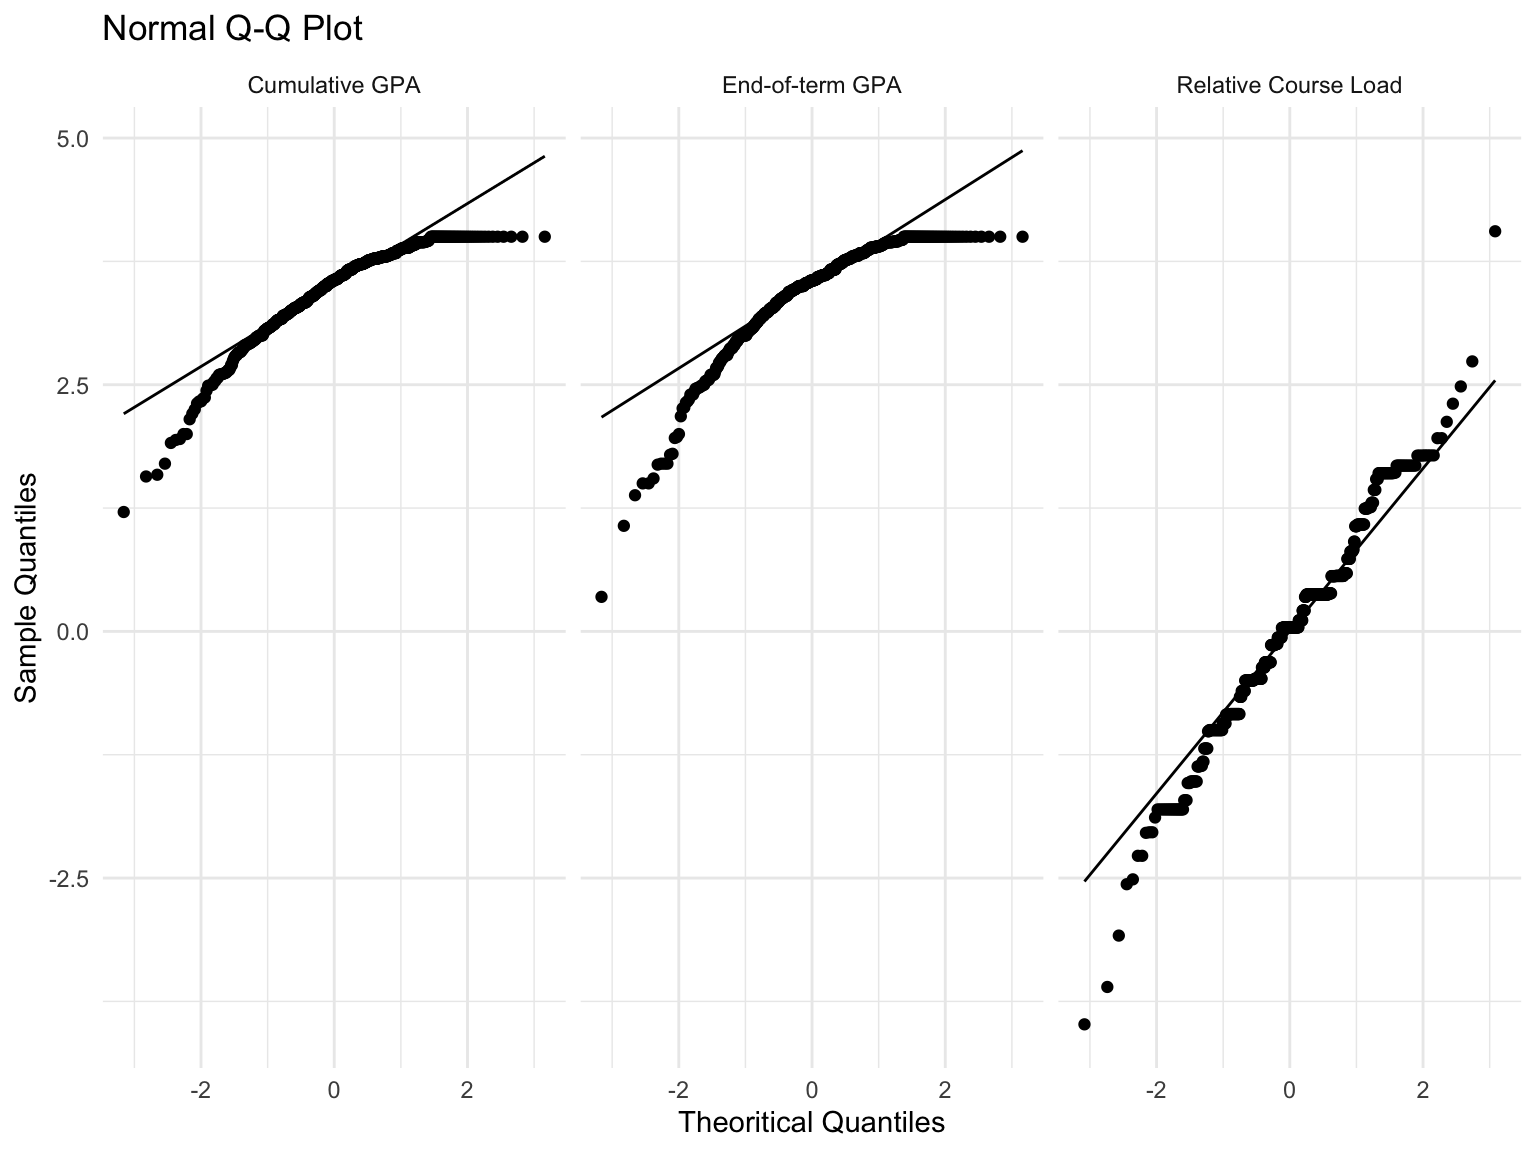 Normal Q-Q Plot
Cumulative GPA
End-of-term GPA
Relative Course Load
5.0
2.5
0.0
-2.5
Sample Quantiles
-2 0 2
-2 0 2
-2 0 2
Theoritical Quantiles